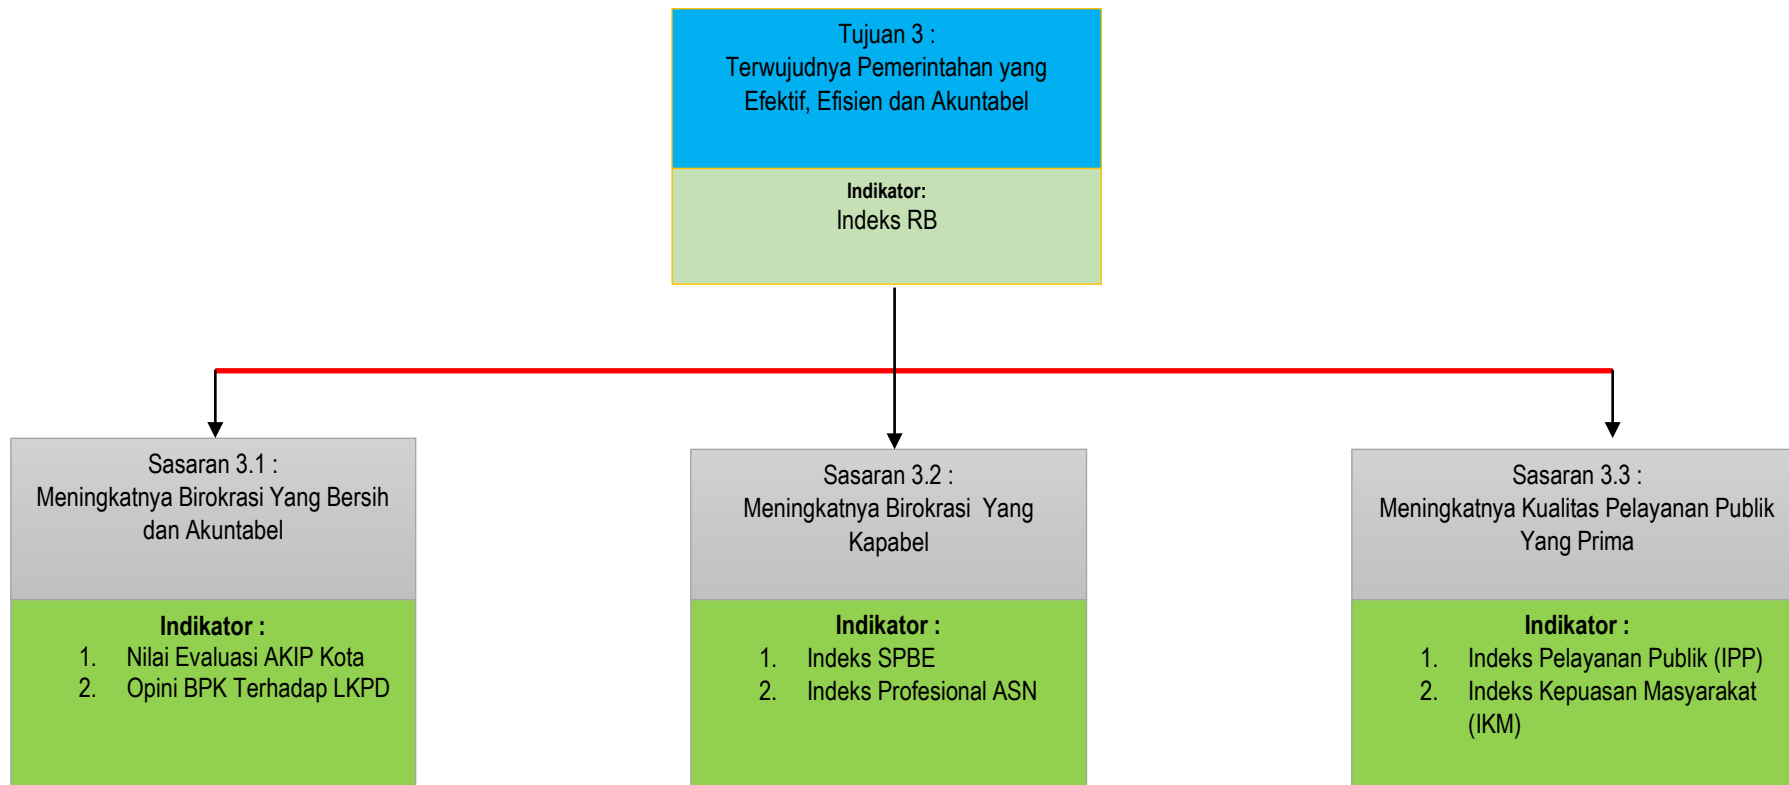 Tujuan 3 :
Terwujudnya Pemerintahan yang
Efektif, Efisien dan Akuntabel
Indikator:
Indeks RB
Sasaran 3.1 :
Meningkatnya Birokrasi Yang Bersih
dan Akuntabel
Indikator :
1. Nilai Evaluasi AKIP Kota
2. Opini BPK Terhadap LKPD
Sasaran 3.2 :
Meningkatnya Birokrasi Yang
Kapabel
Indikator :
1. Indeks SPBE
2. Indeks Profesional ASN
Sasaran 3.3 :
Meningkatnya Kualitas Pelayanan Publik
Yang Prima
Indikator :
1. Indeks Pelayanan Publik (IPP)
2. Indeks Kepuasan Masyarakat
(IKM)